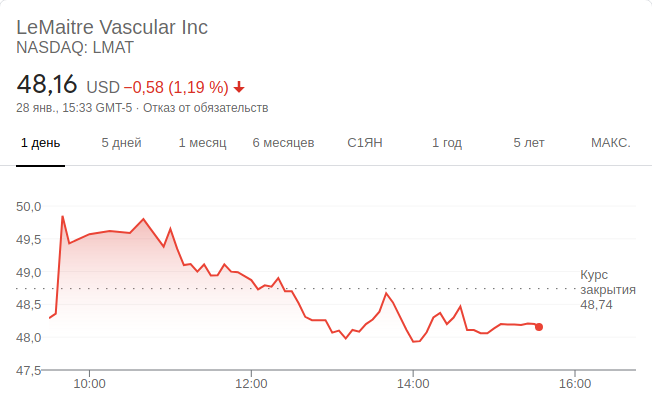 LeMaitre Vascular Inc
NASDAQ: LMAT
48,16 USD −0,58 (1,19 %)
28 янв., 15:33 GMT-5 · Отказ от обязательств
1 день 5 дней 1 месяц 6 месяцев С1ЯН 1 год 5 лет МАКС.
50,0
49,5
49,0
48,5
48,0
47,5
Курс
закрытия
48,74
10:00 12:00 14:00 16:00